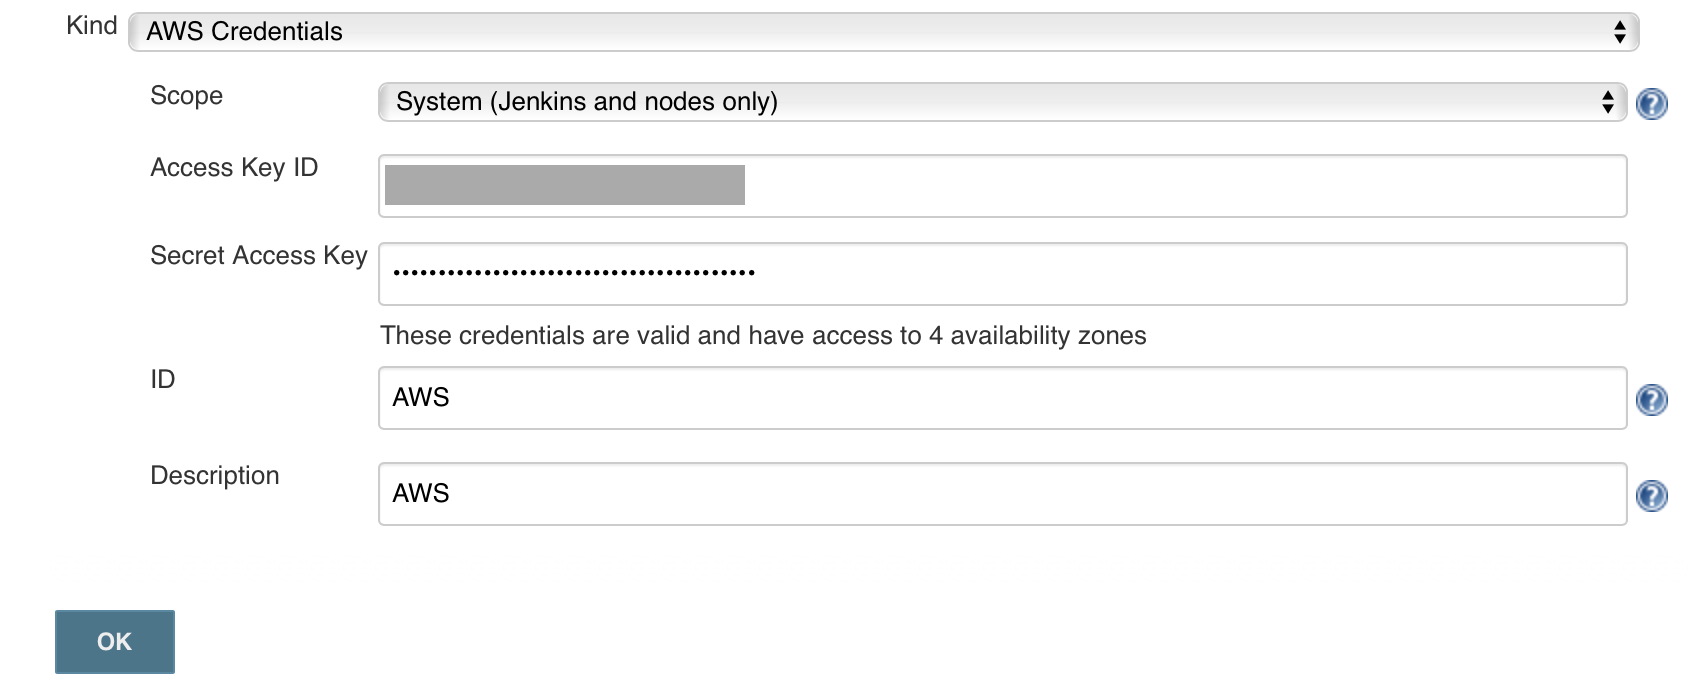 Kind AWS Credentials
Scope System (Jenkins and nodes only)
Access Key ID
Secret Access Key ••••••••••••••••••••••••••••••••••••••••
These credentials are valid and have access to 4 availability zones
ID AWS
Description AWS
OK